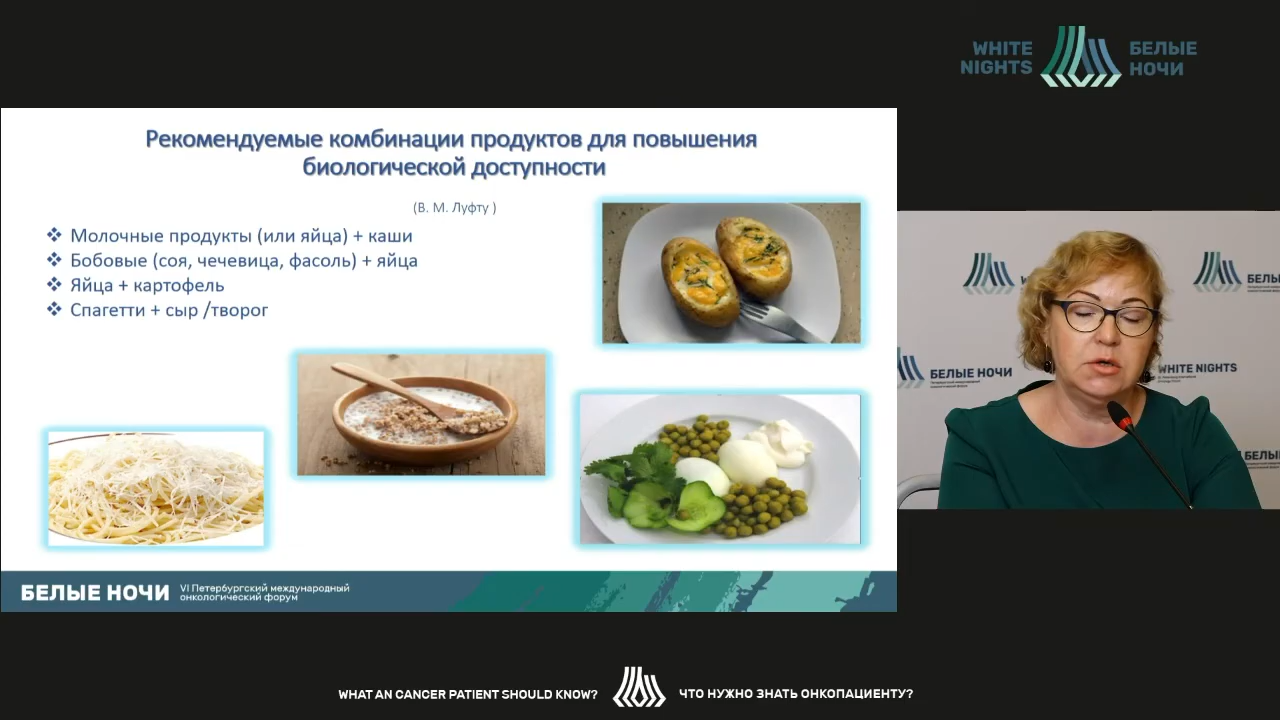 WHITE
NIGHTS
БЕЛЫЕ
НОЧИ
Рекомендуемые комбинации продуктов для повышения
биологической доступности
(В. М. Луфту )
❖ Молочные продукты (или яйца) + каши
❖ Бобовые (соя, чечевица, фасоль) + яйца
❖ Яйца + картофель
❖ Спагетти + сыр /творог
БЕЛЫЕ НОЧИ
VI Петербургский международный
онкологический форум
БЕЛЫЕ НОЧИ
WHITE NIGHTS
WHAT AN CANCER PATIENT SHOULD KNOW?
ЧТО НУЖНО ЗНАТЬ ОНКОПАЦИЕНТУ?